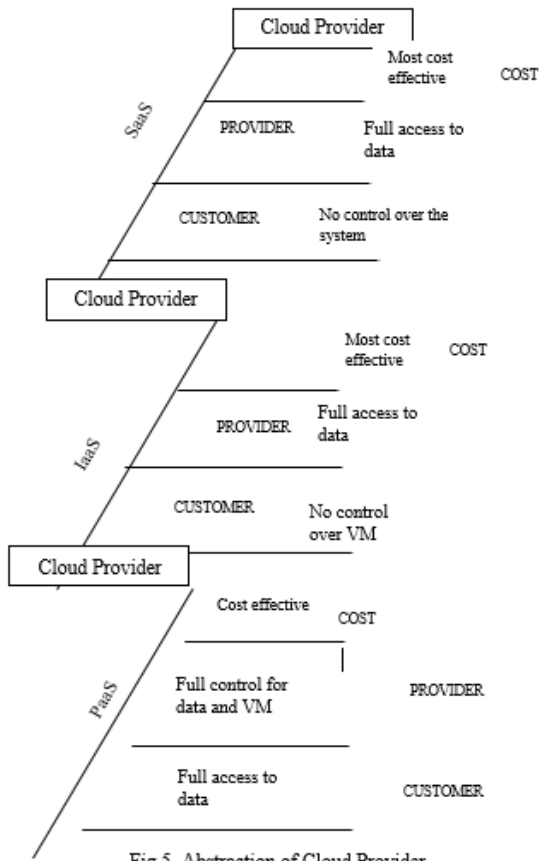 Cloud Provider
Most cost
effective
COST
SaaS
PROVIDER
Full access to
data
CUSTOMER
No control over the
system
Cloud Provider
Most cost
effective
COST
IaaS
PROVIDER
Full access to
data
CUSTOMER
No control
over VM
Cloud Provider
Cost effective
COST
PaaS
Full control for
data and VM
PROVIDER
Full access to
data
CUSTOMER
Fig 5. Abstraction of Cloud Provider